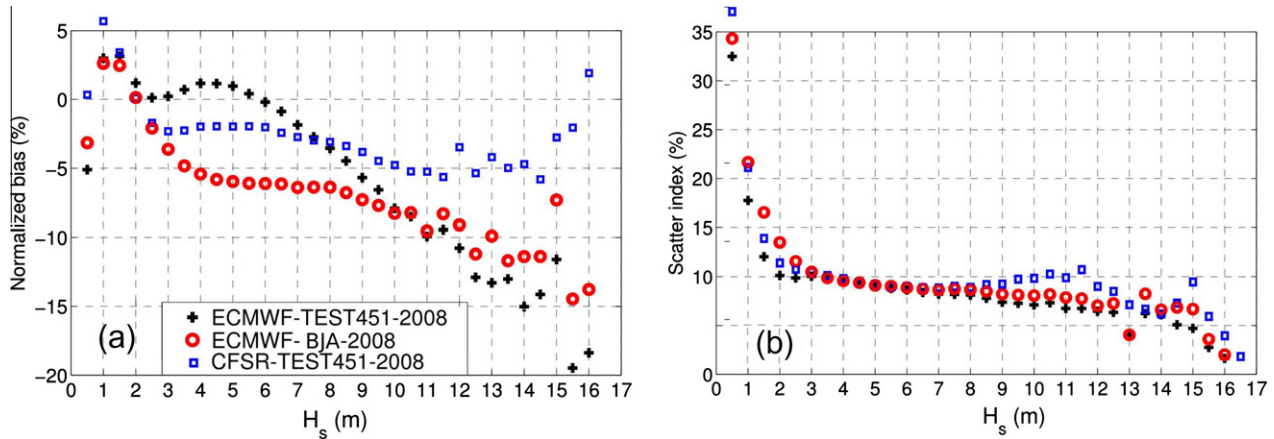 5
0
−5
−10
−15
−20
Normalized bias (%)
(a)
ECMWF-TEST451-2008
ECMWF- BJA-2008
CFSR-TEST451-2008
0 1 2 3 4 5 6 7 8 9 10 11 12 13 14 15 16 17
H_s (m)
35
30
25
20
15
10
5
0
Scatter index (%)
(b)
0 1 2 3 4 5 6 7 8 9 10 11 12 13 14 15 16 17
H_s (m)